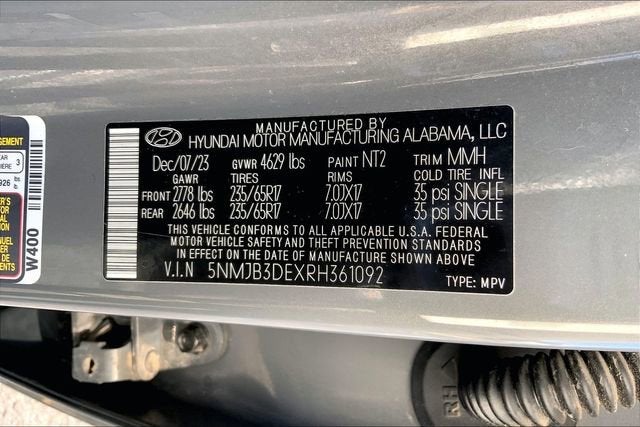 MANUFACTURED BY
HYUNDAI MOTOR MANUFACTURING ALABAMA, LLC
Dec/07/23 GVWR 4629 lbs PAINT NT2 TRIM MMH
GAWR TIRES RIMS COLD TIRE INFL
FRONT 2778 lbs 235/65R17 7.0JX17 35 psi SINGLE
REAR 2646 lbs 235/65R17 7.0JX17 35 psi SINGLE
THIS VEHICLE CONFORMS TO ALL APPLICABLE U.S.A. FEDERAL
MOTOR VEHICLE SAFETY AND THEFT PREVENTION STANDARDS
IN EFFECT ON THE DATE OF MANUFACTURE SHOWN ABOVE.
V.I.N 5NMJB3DEXRH361092
TYPE: MPV
W400
3
RH